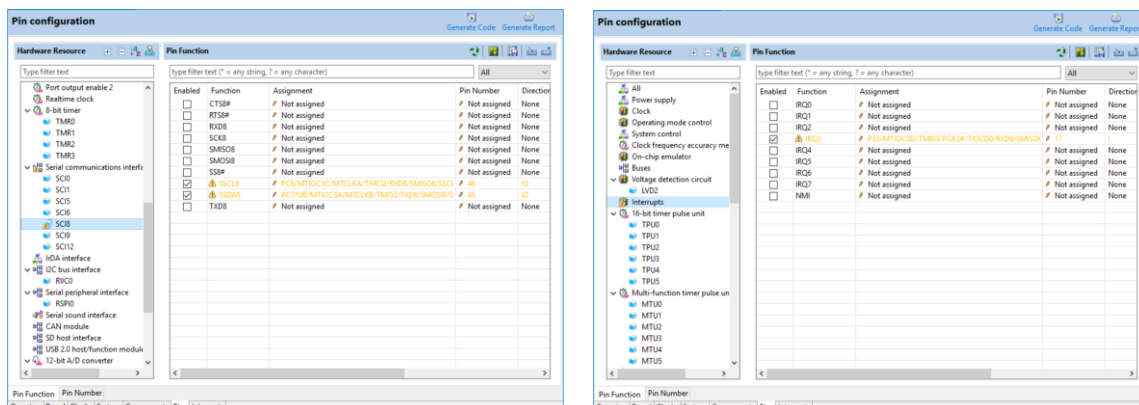 Pin configuration
Generate Code Generate Report
Hardware Resource
Type filter text
Port output enable 2
Realtime clock
8-bit timer
TMR0
TMR1
TMR2
TMR3
Serial communications interfa
SCI0
SCI1
SCI5
SCI6
SCI8
SCI9
SCI12
IrDA interface
I2C bus interface
RIIC0
Serial peripheral interface
RSPI0
Serial sound interface
CAN module
SD host interface
USB 2.0 host/function module
12-bit A/D converter
Pin Function
type filter text (* = any string, ? = any character) All
Enabled Function Assignment Pin Number Direction
CTS8# Not assigned Not assigned None
RTS8# Not assigned Not assigned None
RXD8 Not assigned Not assigned None
SCK8 Not assigned Not assigned None
SMISO8 Not assigned Not assigned None
SMOSI8 Not assigned Not assigned None
SS8# Not assigned Not assigned None
SSCL8 PC6/MTIOC3C/MTCLKA/TMCI2/RXD8/SMISO8/SSCL 46 IO
SSDA8 PC7/UB/MTIOC3A/MTCLKB/TMO2/TXD8/SMOSI8/S 45 IO
TXD8 Not assigned Not assigned None
Pin Function Pin Number
Pin configuration
Generate Code Generate Repor
Hardware Resource
Type filter text
All
Power supply
Clock
Operating mode control
System control
Clock frequency accuracy me
On-chip emulator
Buses
Voltage detection circuit
LVD2
Interrupts
16-bit timer pulse unit
TPU0
TPU1
TPU2
TPU3
TPU4
TPU5
Multi-function timer pulse un
MTU0
MTU1
MTU2
MTU3
MTU4
MTU5
Pin Function
type filter text (* = any string, ? = any character) All
Enabled Function Assignment Pin Number Direction
IRQ0 Not assigned Not assigned None
IRQ1 Not assigned Not assigned None
IRQ2 Not assigned Not assigned None
IRQ3 P33/MTIOC0D/TMRI3/POE3#/TIOCD0/RXD6/SMISO6 17 I
IRQ4 Not assigned Not assigned None
IRQ5 Not assigned Not assigned None
IRQ6 Not assigned Not assigned None
IRQ7 Not assigned Not assigned None
NMI Not assigned Not assigned None
Pin Function Pin Number